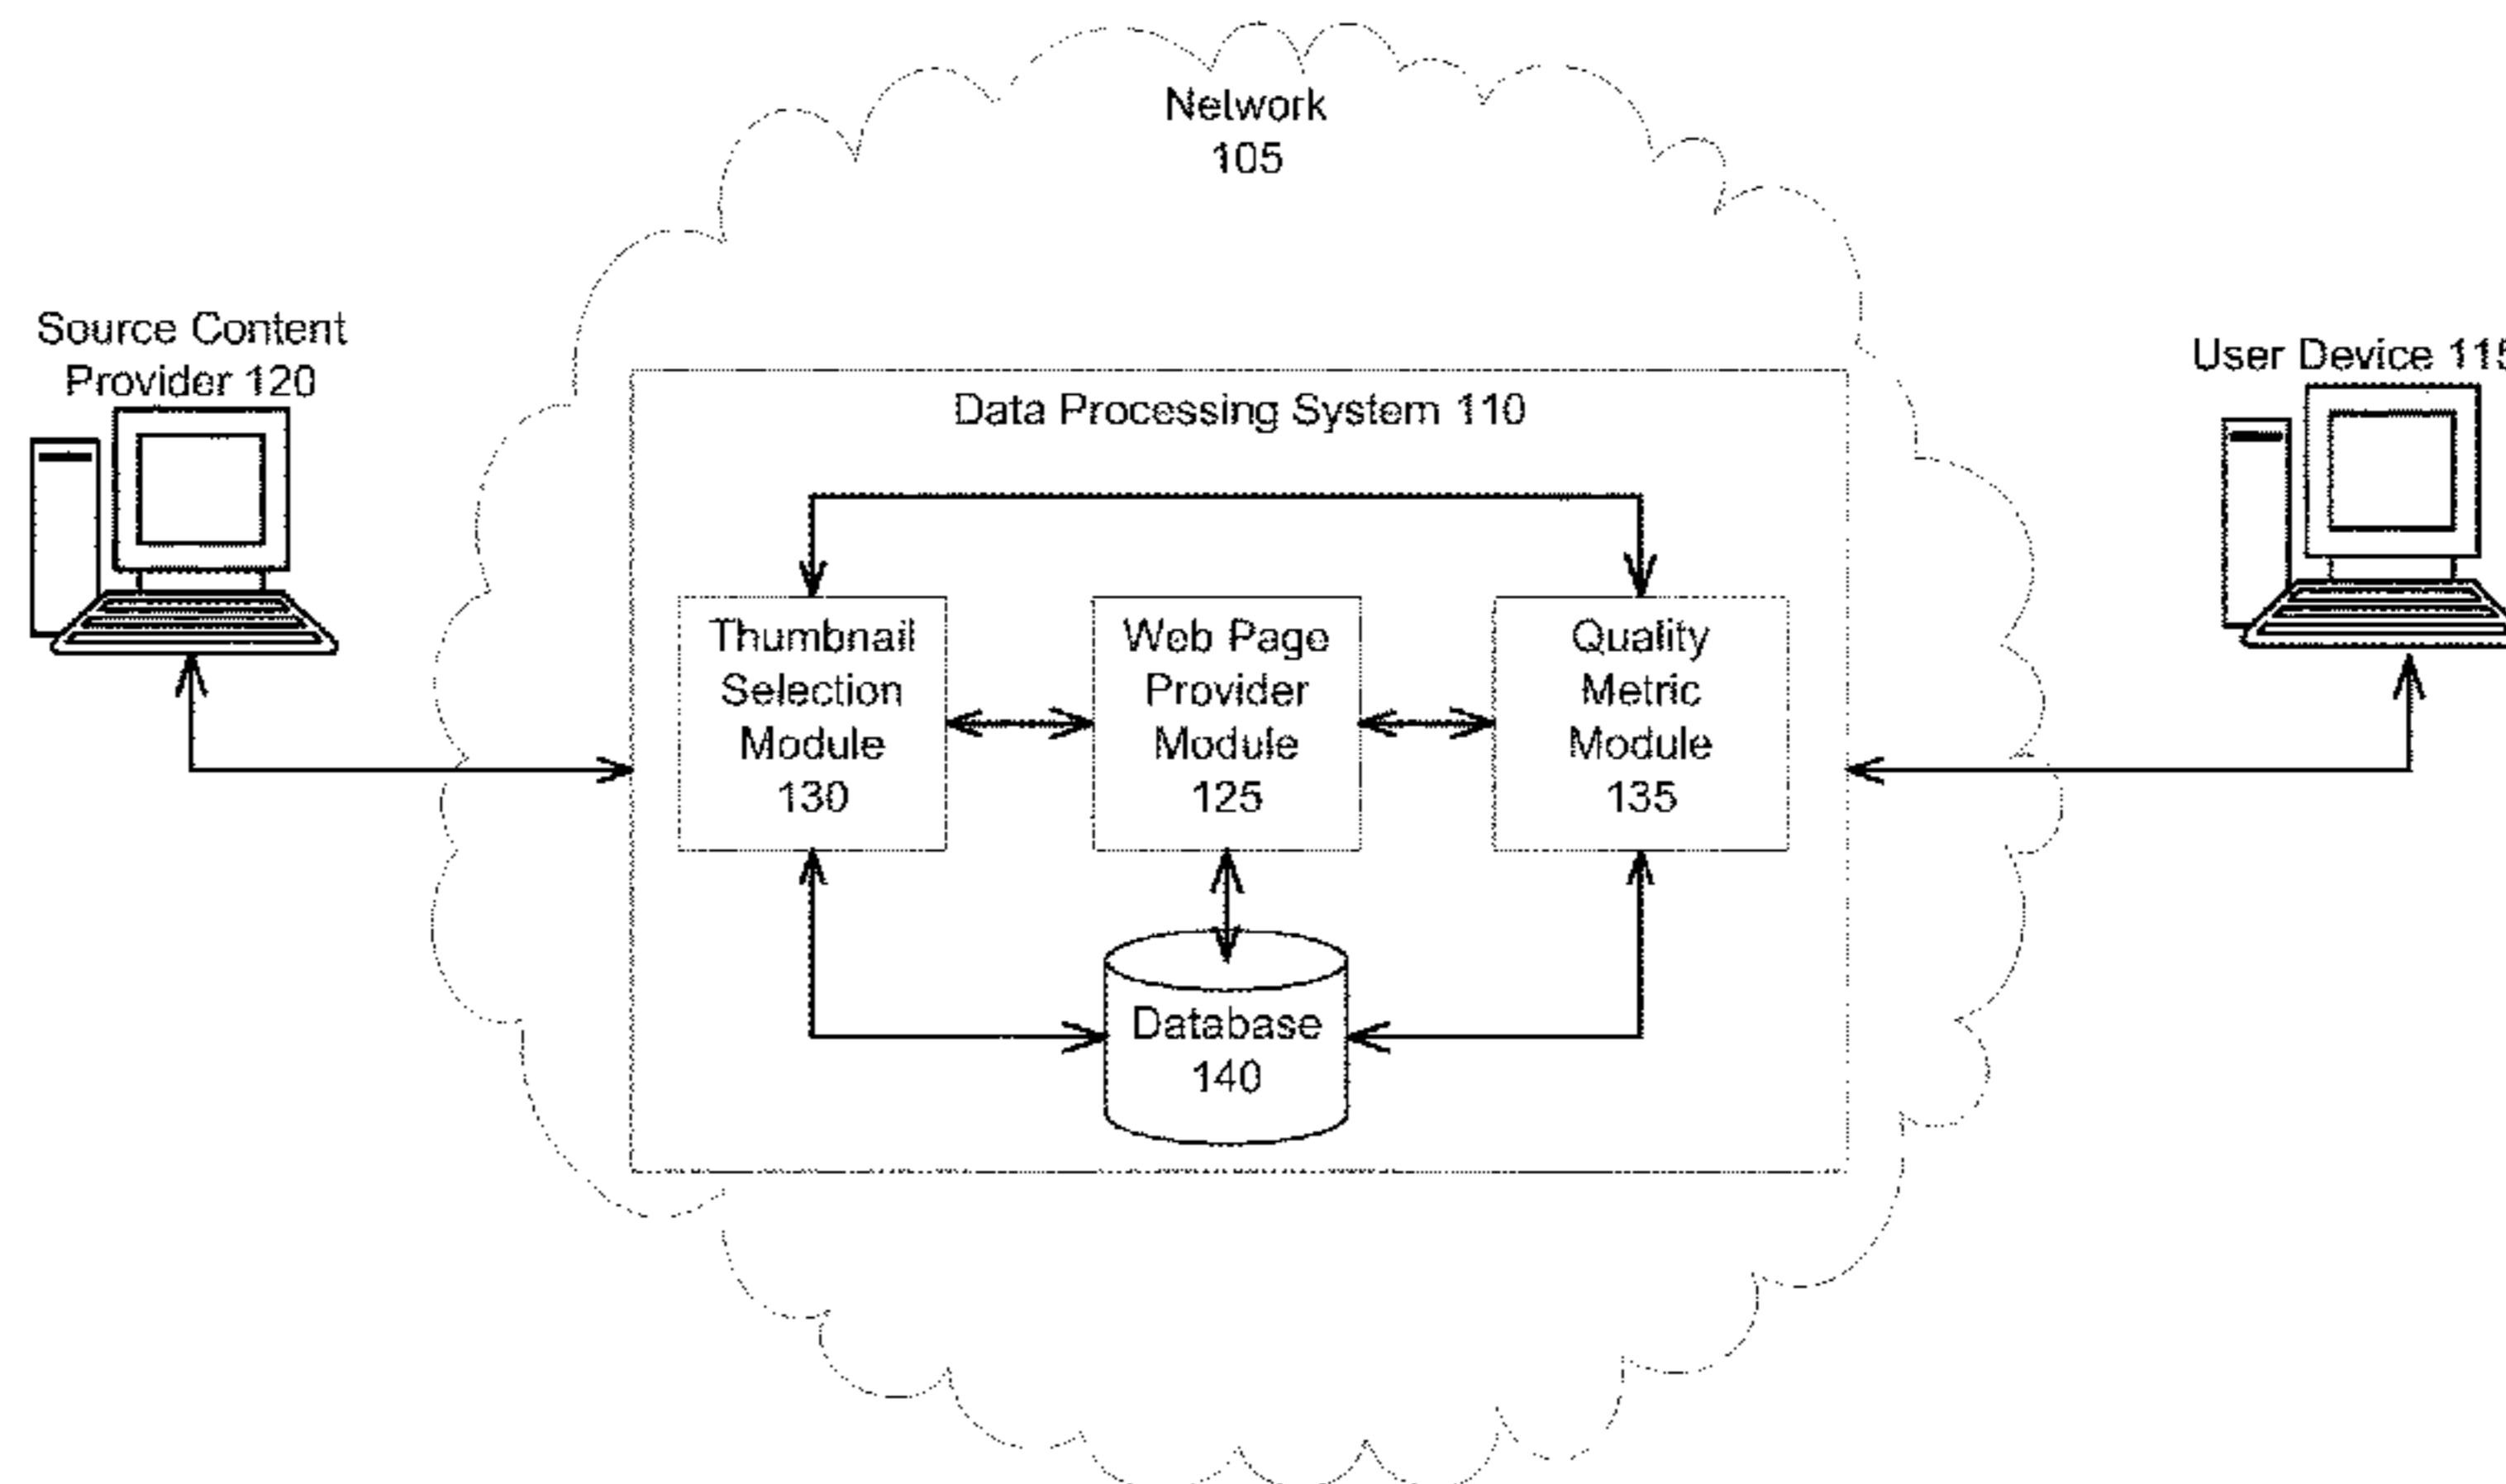 Network
105
Source Content
Provider 120
User Device 115
Data Processing System 110
Thumbnail
Selection
Module
130
Web Page
Provider
Module
125
Quality
Metric
Module
135
Database
140